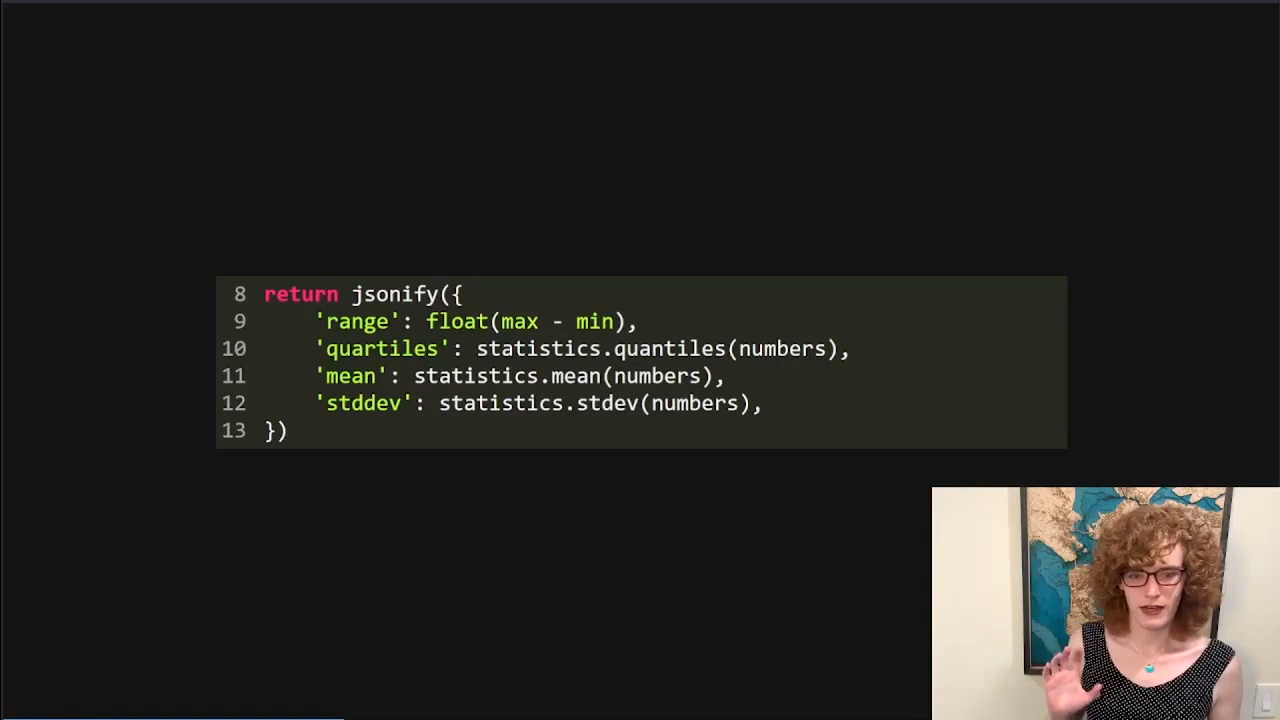 8 return jsonify({
9 'range': float(max - min),
10 'quartiles': statistics.quantiles(numbers),
11 'mean': statistics.mean(numbers),
12 'stddev': statistics.stdev(numbers),
13 })